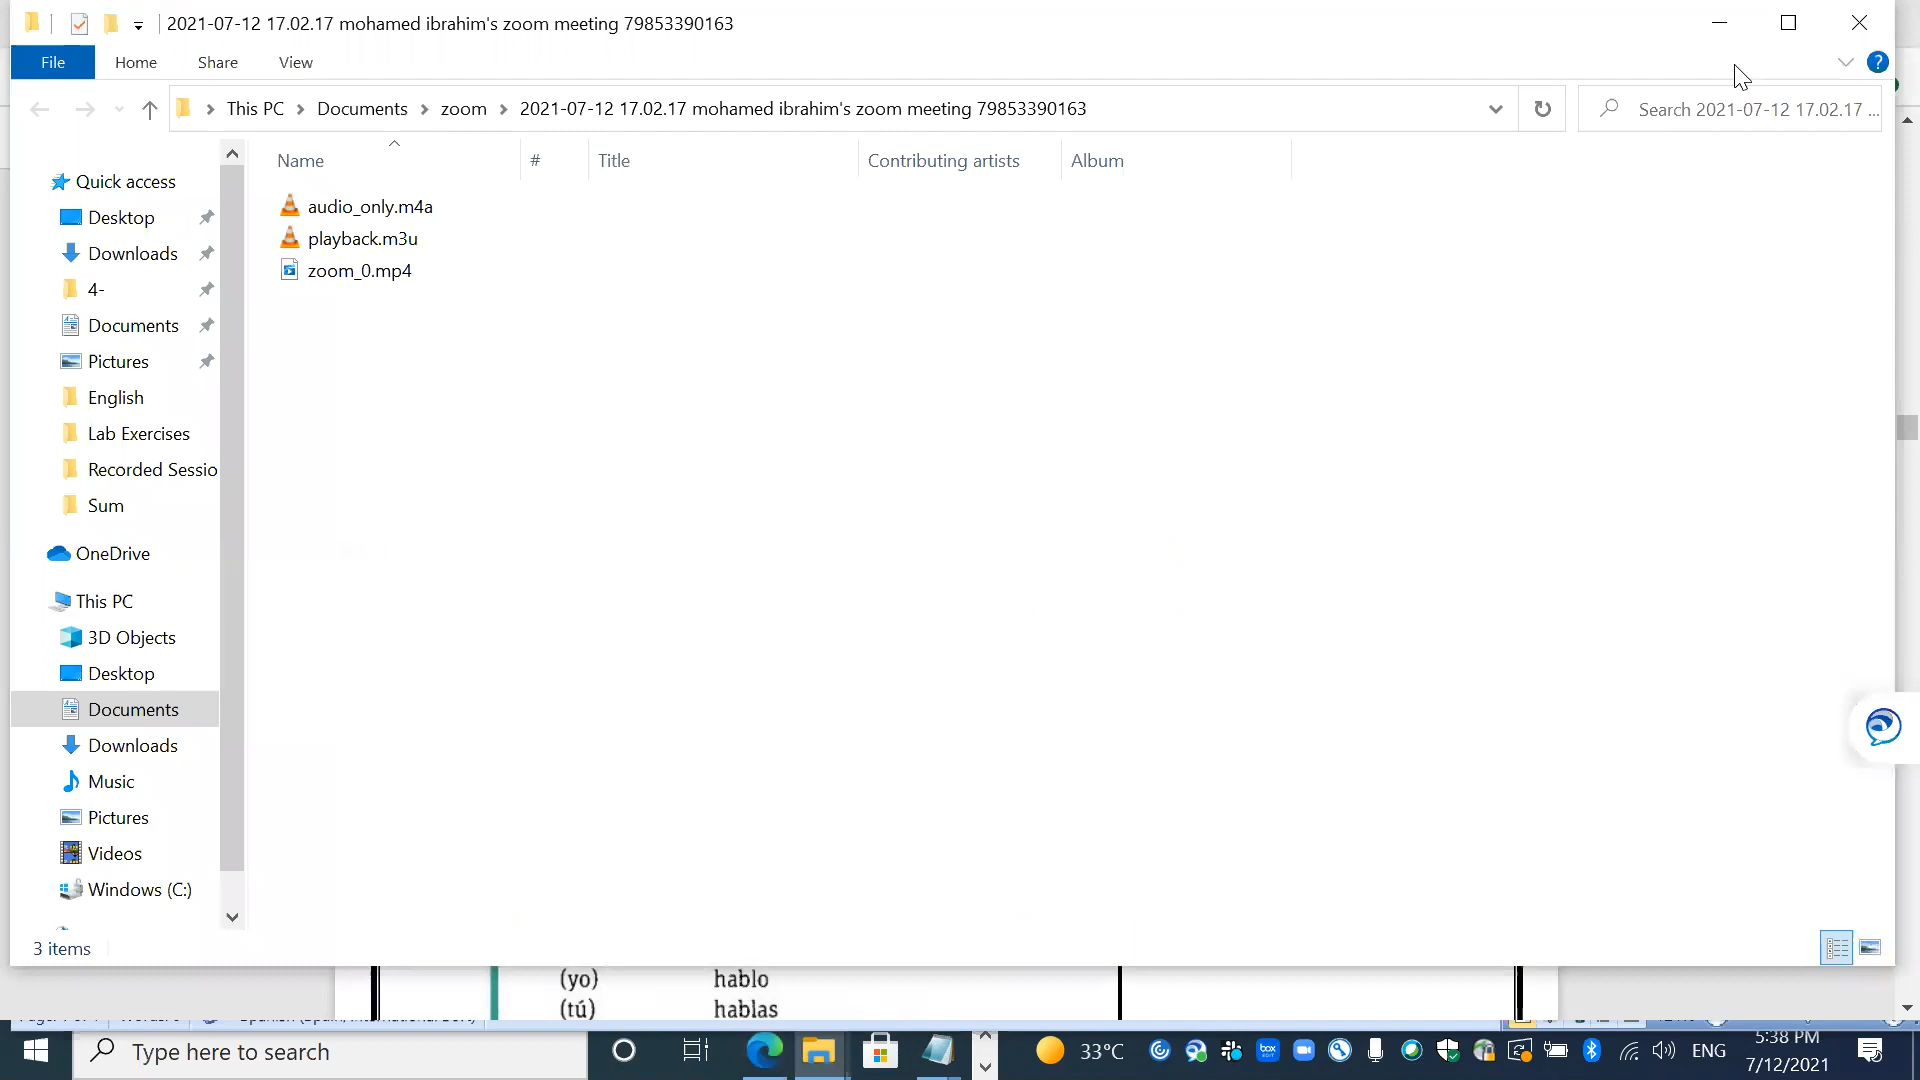 2021-07-12 17.02.17 mohamed ibrahim's zoom meeting 79853390163
File Home Share View
This PC Documents zoom 2021-07-12 17.02.17 mohamed ibrahim's zoom meeting 79853390163
Search 2021-07-12 17.02.17 ...
Name # Title Contributing artists Album
audio_only.m4a
playback.m3u
zoom_0.mp4
Quick access
Desktop
Downloads
4-
Documents
Pictures
English
Lab Exercises
Recorded Sessio
Sum
OneDrive
This PC
3D Objects
Desktop
Documents
Downloads
Music
Pictures
Videos
Windows (C:)
3 items
(yo) hablo
(tú) hablas
Type here to search
33°C
ENG
5:38 PM
7/12/2021